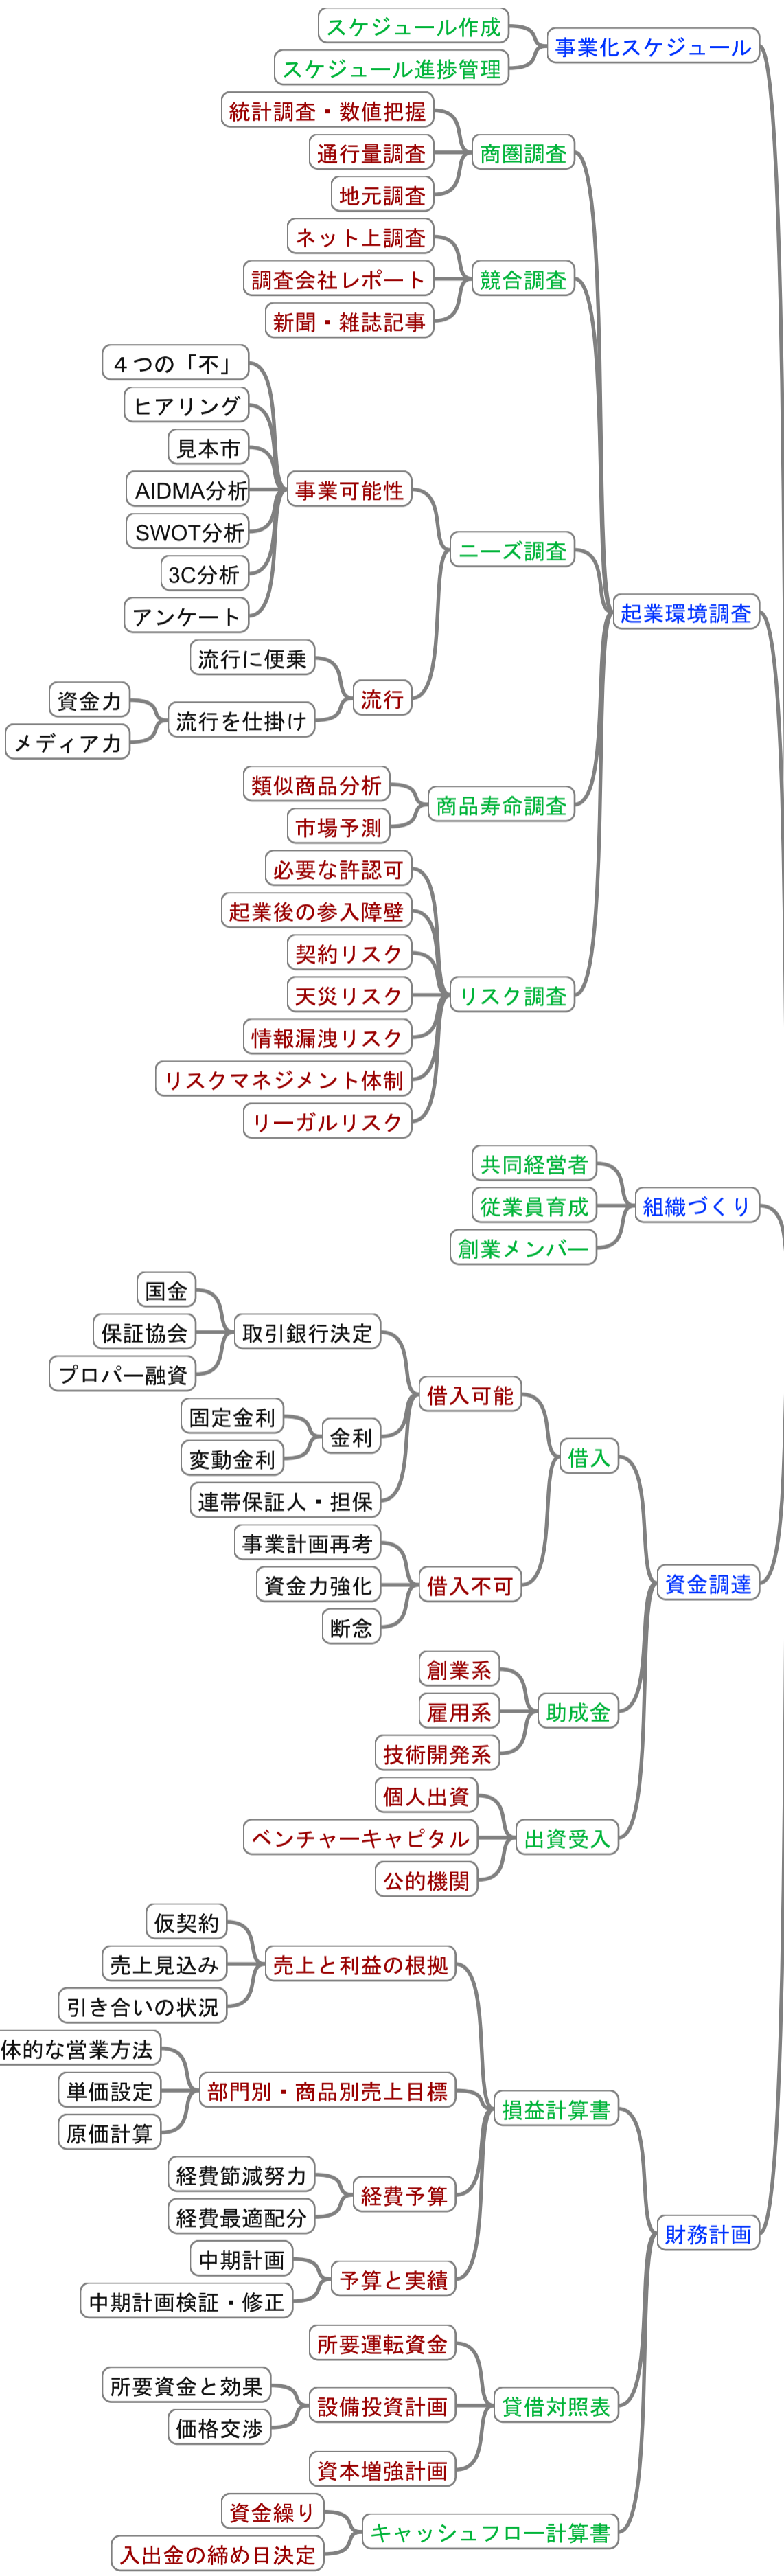 スケジュール作成
事業化スケジュール
スケジュール進捗管理
統計調査・数値把握
通行量調査
商圏調査
地元調査
ネット上調査
調査会社レポート
競合調査
新聞・雑誌記事
４つの「不」
ヒアリング
見本市
AIDMA分析
事業可能性
SWOT分析
ニーズ調査
3C分析
アンケート
起業環境調査
流行に便乗
資金力
流行
流行を仕掛け
メディア力
類似商品分析
商品寿命調査
市場予測
必要な許認可
起業後の参入障壁
契約リスク
天災リスク
リスク調査
情報漏洩リスク
リスクマネジメント体制
リーガルリスク
共同経営者
従業員育成
組織づくり
創業メンバー
国金
保証協会
取引銀行決定
プロパー融資
借入可能
固定金利
金利
変動金利
借入
連帯保証人・担保
事業計画再考
資金力強化
借入不可
資金調達
断念
創業系
雇用系
助成金
技術開発系
個人出資
ベンチャーキャピタル
出資受入
公的機関
仮契約
売上見込み
売上と利益の根拠
引き合いの状況
体的な営業方法
単価設定
部門別・商品別売上目標
損益計算書
原価計算
経費節減努力
経費予算
経費最適配分
財務計画
中期計画
予算と実績
中期計画検証・修正
所要運転資金
所要資金と効果
設備投資計画
貸借対照表
価格交渉
資本増強計画
資金繰り
キャッシュフロー計算書
入出金の締め日決定